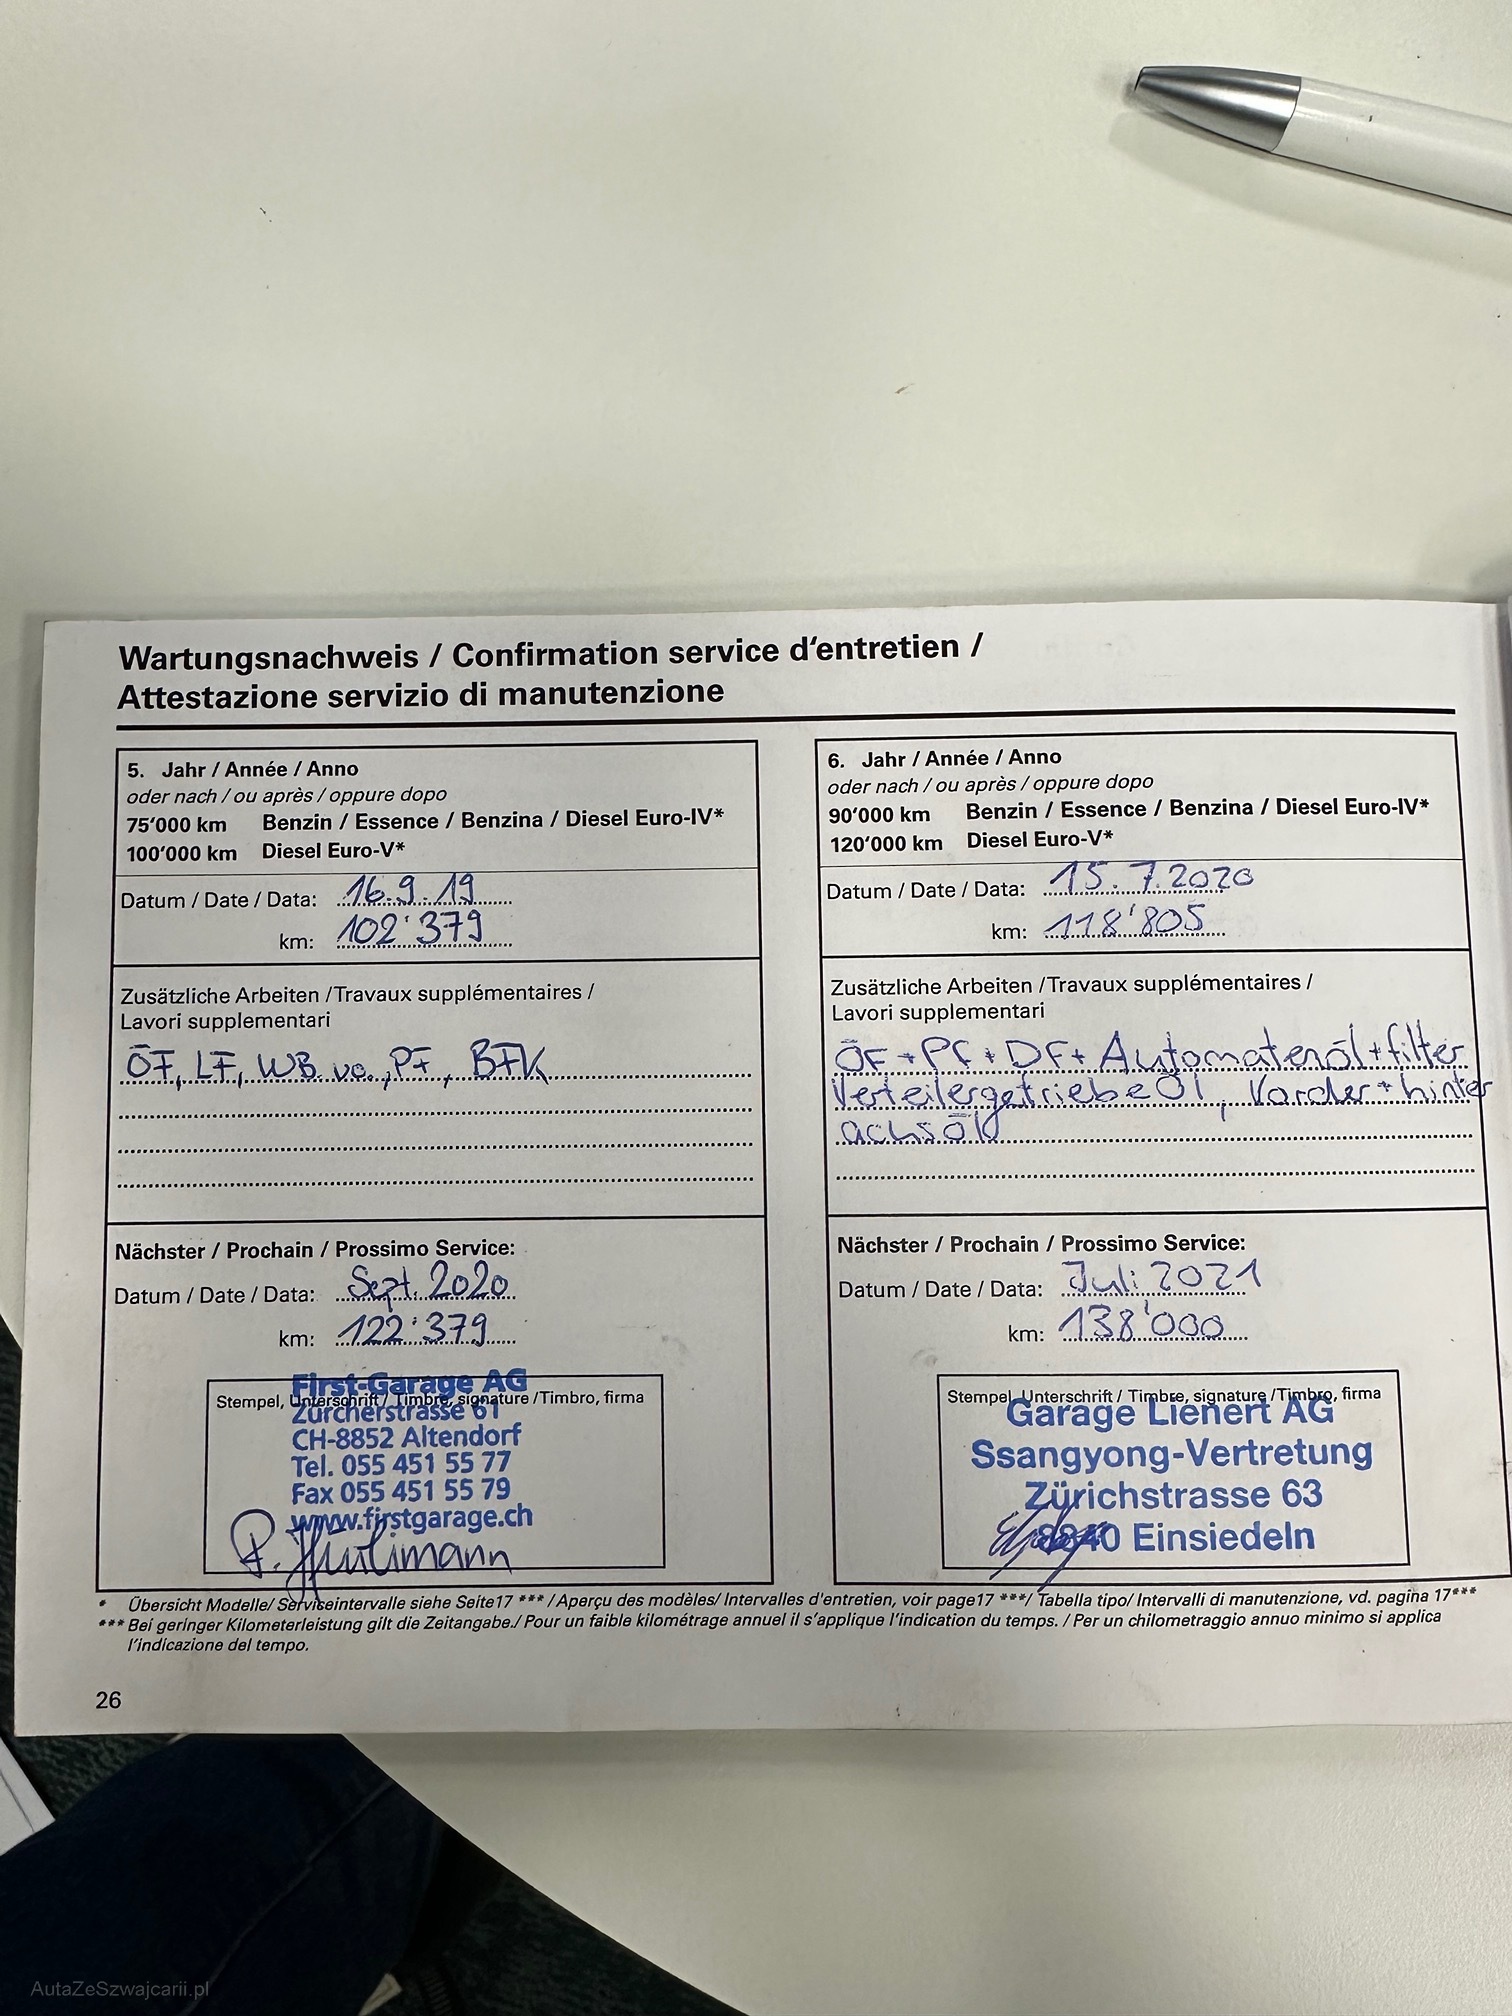 Wartungsnachweis / Confirmation service d'entretien /
Attestazione servizio di manutenzione
5. Jahr / Année / Anno
oder nach / ou après / oppure dopo
75'000 km Benzin / Essence / Benzina / Diesel Euro-IV*
100'000 km Diesel Euro-V*
Datum / Date / Data: 16.9.19
km: 102'379
Zusätzliche Arbeiten / Travaux supplémentaires /
Lavori supplementari
ÖF, LF, WB vo., PF, BFK
Nächster / Prochain / Prossimo Service:
Datum / Date / Data: Sept. 2020
km: 122'379
Stempel, Unterschrift / Timbre, signature / Timbro, firma
First-Garage AG
Zürcherstrasse 61
CH-8852 Altendorf
Tel. 055 451 55 77
Fax 055 451 55 79
www.firstgarage.ch
6. Jahr / Année / Anno
oder nach / ou après / oppure dopo
90'000 km Benzin / Essence / Benzina / Diesel Euro-IV*
120'000 km Diesel Euro-V*
Datum / Date / Data: 15.7.2020
km: 118'805
Zusätzliche Arbeiten / Travaux supplémentaires /
Lavori supplementari
ÖF + PF + DF + Automatenöl + filter
Verteilergetriebe Öl, Vorder + hinter
achsöl
Nächster / Prochain / Prossimo Service:
Datum / Date / Data: Juli 2021
km: 138'000
Stempel, Unterschrift / Timbre, signature / Timbro, firma
Garage Lienert AG
Ssangyong-Vertretung
Zürichstrasse 63
8840 Einsiedeln
* Übersicht Modelle/ Serviceintervalle siehe Seite17 *** / Aperçu des modèles/ Intervalles d'entretien, voir page17 ***/ Tabella tipo/ Intervalli di manutenzione, vd. pagina 17***
*** Bei geringer Kilometerleistung gilt die Zeitangabe./ Pour un faible kilométrage annuel il s'applique l'indication du temps. / Per un chilometraggio annuo minimo si applica
l'indicazione del tempo.
26
AutaZeSzwajcarii.pl